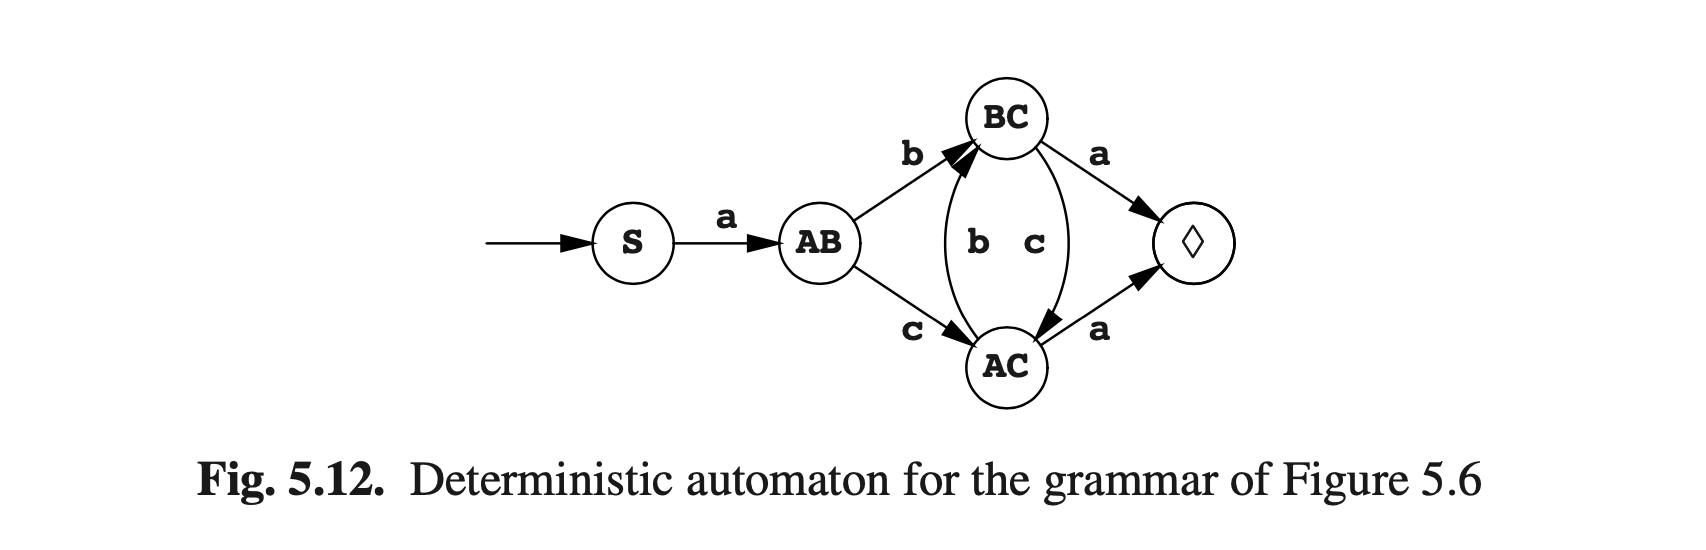 BC
b
a
a
S
AB
b
c
◊
c
a
AC
Fig. 5.12. Deterministic automaton for the grammar of Figure 5.6